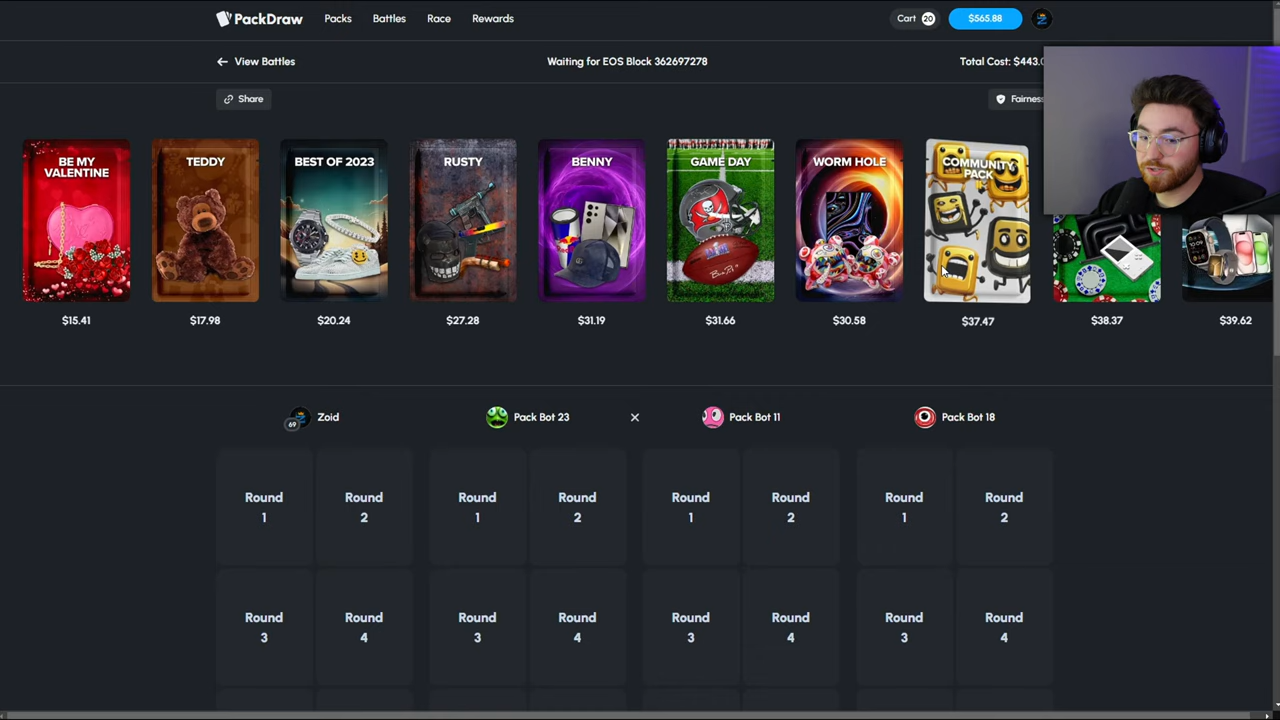 PackDraw
Packs
Battles
Race
Rewards
Cart 20
$565.88
View Battles
Waiting for EOS Block 362697278
Total Cost: $443.0
Share
Fairness
BE MY
VALENTINE
TEDDY
BEST OF 2023
RUSTY
BENNY
GAME DAY
WORM HOLE
COMMUNITY
PACK
$15.41
$17.98
$20.24
$27.28
$31.19
$31.66
$30.58
$37.47
$38.37
$39.62
69
Zoid
Pack Bot 23
Pack Bot 11
Pack Bot 18
Round
1
Round
2
Round
1
Round
2
Round
1
Round
2
Round
1
Round
2
Round
3
Round
4
Round
3
Round
4
Round
3
Round
4
Round
3
Round
4